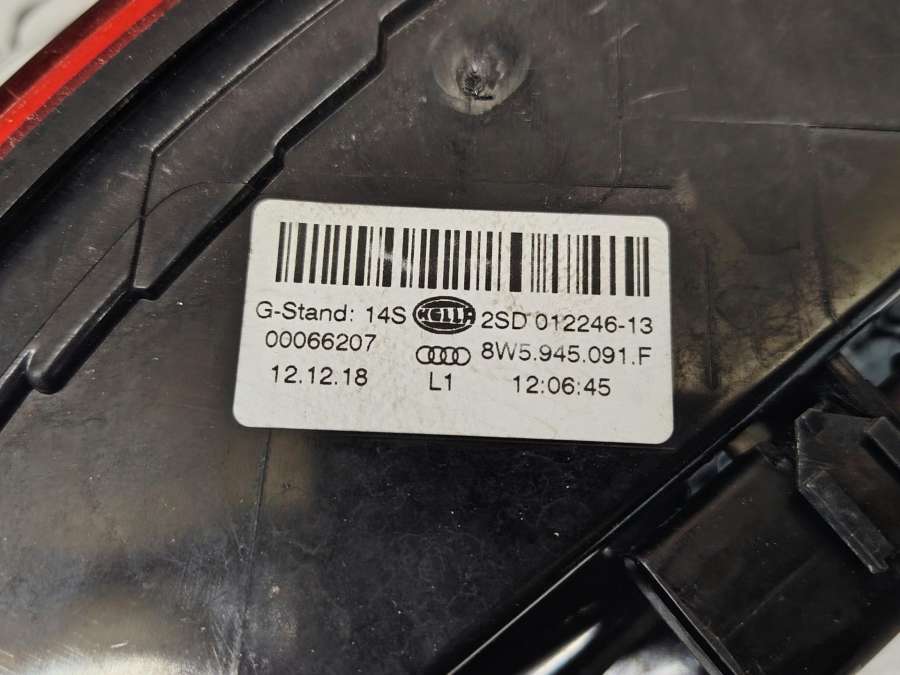 G-Stand: 14S HELLA 2SD 012246-13
00066207 8W5.945.091.F
12.12.18 L1 12:06:45